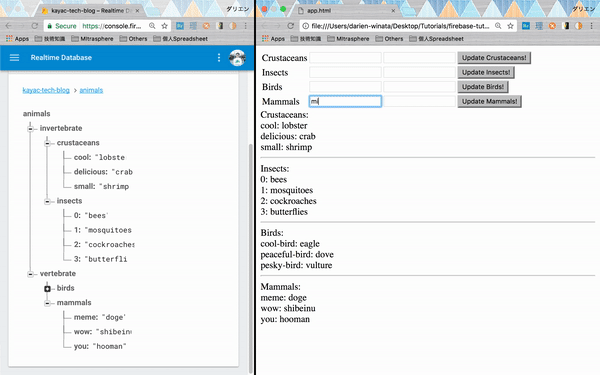 kayac-tech-blog – Realtime D
ダリエン
Secure
https://console.fir...
Apps
技術知識
Mltrasphere
Others
個人Spreadsheet
Realtime Database
kayac-tech-blog > animals
animals
invertebrate
crustaceans
cool: "lobste
delicious: "crab
small: "shrimp
insects
0: "bees"
1: "mosquitoes
2: "cockroaches
3: "butterfli
vertebrate
birds
mammals
meme: "doge"
wow: "shibeinu
you: "hooman"
app.html
ダリエン
file:///Users/darien-winata/Desktop/Tutorials/firebase-tut...
Apps
技術知識
Mltrasphere
Others
個人Spreadsheet
Crustaceans Update Crustaceans!
Insects Update Insects!
Birds Update Birds!
Mammals mi Update Mammals!
Crustaceans:
cool: lobster
delicious: crab
small: shrimp
Insects:
0: bees
1: mosquitoes
2: cockroaches
3: butterflies
Birds:
cool-bird: eagle
peaceful-bird: dove
pesky-bird: vulture
Mammals:
meme: doge
wow: shibeinu
you: hooman